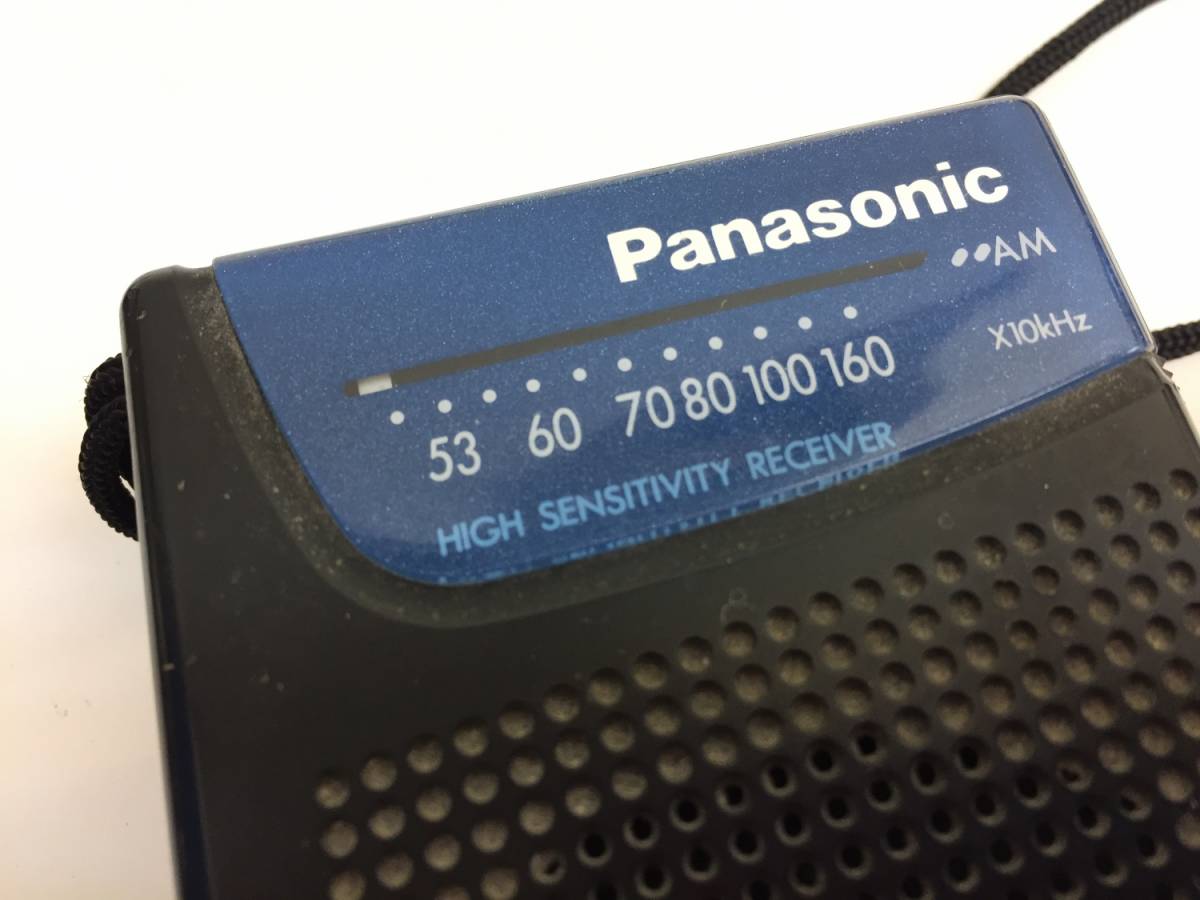 Panasonic
••AM
53 60 70 80 100 160
X10kHz
HIGH SENSITIVITY RECEIVER